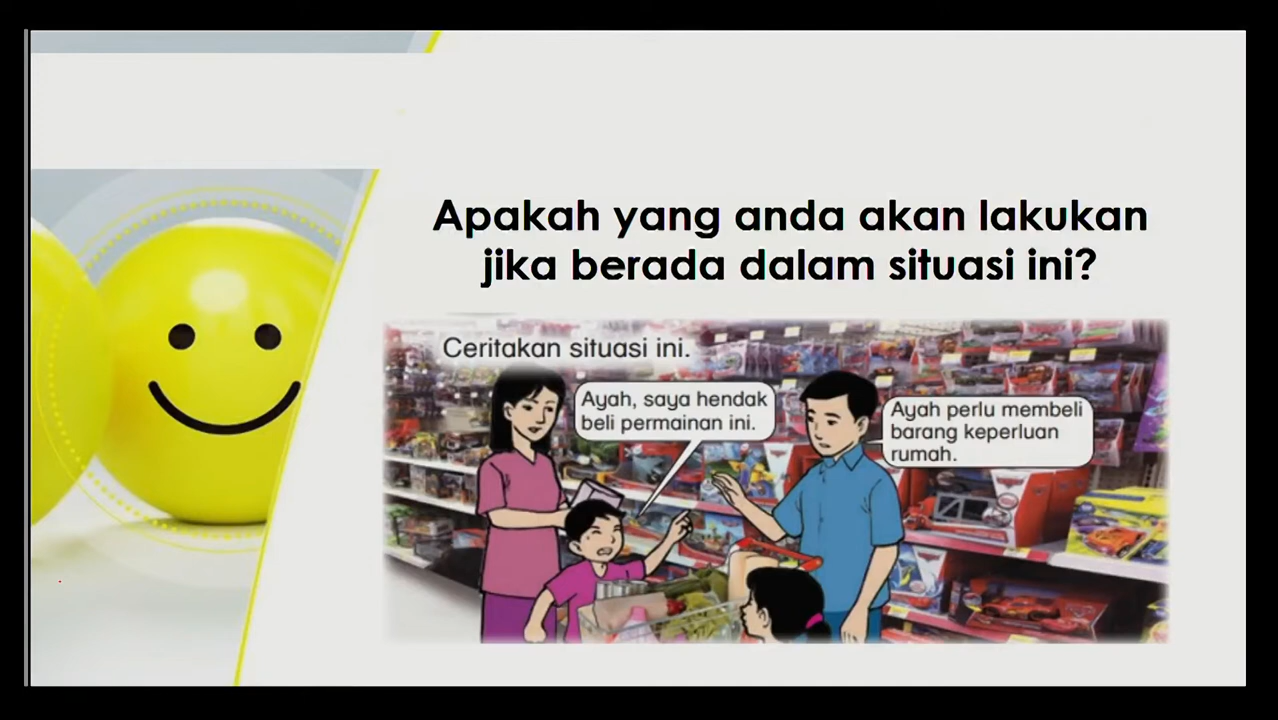 Apakah yang anda akan lakukan
jika berada dalam situasi ini?
Ceritakan situasi ini.
Ayah, saya hendak
beli permainan ini.
Ayah perlu membeli
barang keperluan
rumah.